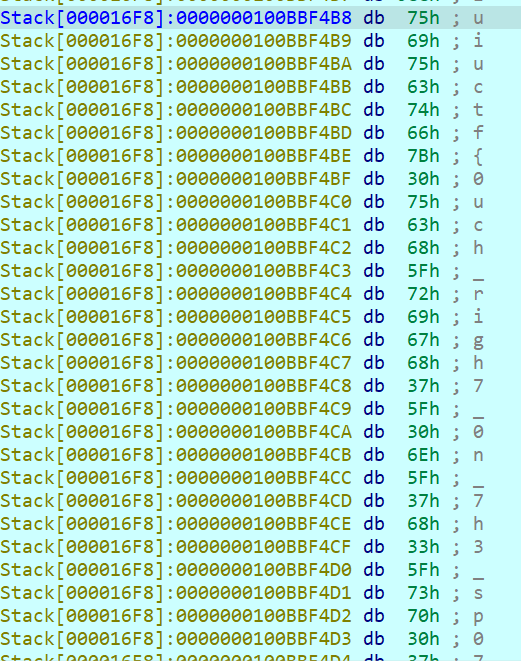 Stack[000016F8]:0000000100BBF4B8 db 75h ; u
Stack[000016F8]:0000000100BBF4B9 db 69h ; i
Stack[000016F8]:0000000100BBF4BA db 75h ; u
Stack[000016F8]:0000000100BBF4BB db 63h ; c
Stack[000016F8]:0000000100BBF4BC db 74h ; t
Stack[000016F8]:0000000100BBF4BD db 66h ; f
Stack[000016F8]:0000000100BBF4BE db 7Bh ; {
Stack[000016F8]:0000000100BBF4BF db 30h ; 0
Stack[000016F8]:0000000100BBF4C0 db 75h ; u
Stack[000016F8]:0000000100BBF4C1 db 63h ; c
Stack[000016F8]:0000000100BBF4C2 db 68h ; h
Stack[000016F8]:0000000100BBF4C3 db 5Fh ; _
Stack[000016F8]:0000000100BBF4C4 db 72h ; r
Stack[000016F8]:0000000100BBF4C5 db 69h ; i
Stack[000016F8]:0000000100BBF4C6 db 67h ; g
Stack[000016F8]:0000000100BBF4C7 db 68h ; h
Stack[000016F8]:0000000100BBF4C8 db 37h ; 7
Stack[000016F8]:0000000100BBF4C9 db 5Fh ; _
Stack[000016F8]:0000000100BBF4CA db 30h ; 0
Stack[000016F8]:0000000100BBF4CB db 6Eh ; n
Stack[000016F8]:0000000100BBF4CC db 5Fh ; _
Stack[000016F8]:0000000100BBF4CD db 37h ; 7
Stack[000016F8]:0000000100BBF4CE db 68h ; h
Stack[000016F8]:0000000100BBF4CF db 33h ; 3
Stack[000016F8]:0000000100BBF4D0 db 5Fh ; _
Stack[000016F8]:0000000100BBF4D1 db 73h ; s
Stack[000016F8]:0000000100BBF4D2 db 70h ; p
Stack[000016F8]:0000000100BBF4D3 db 30h ; 0
Stack[000016F8]:0000000100BBF4D4 db 37h ; 7